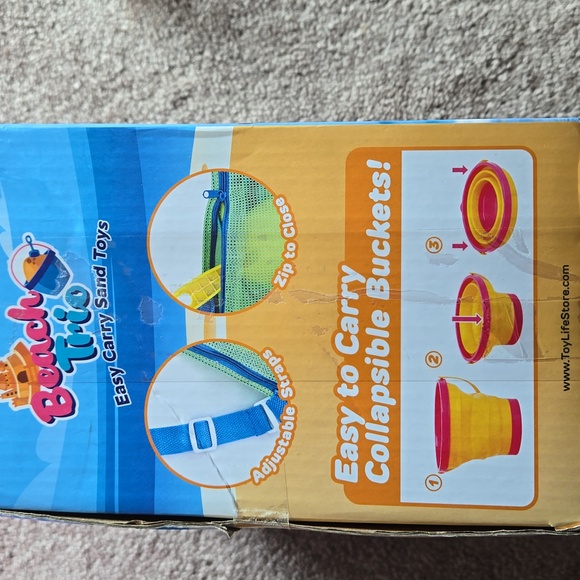 Beach
Trio
Easy Carry Sand Toys
Adjustable Straps
Zip to Close
Easy to Carry
Collapsible Buckets!
1
2
3
www.ToyLifeStore.com